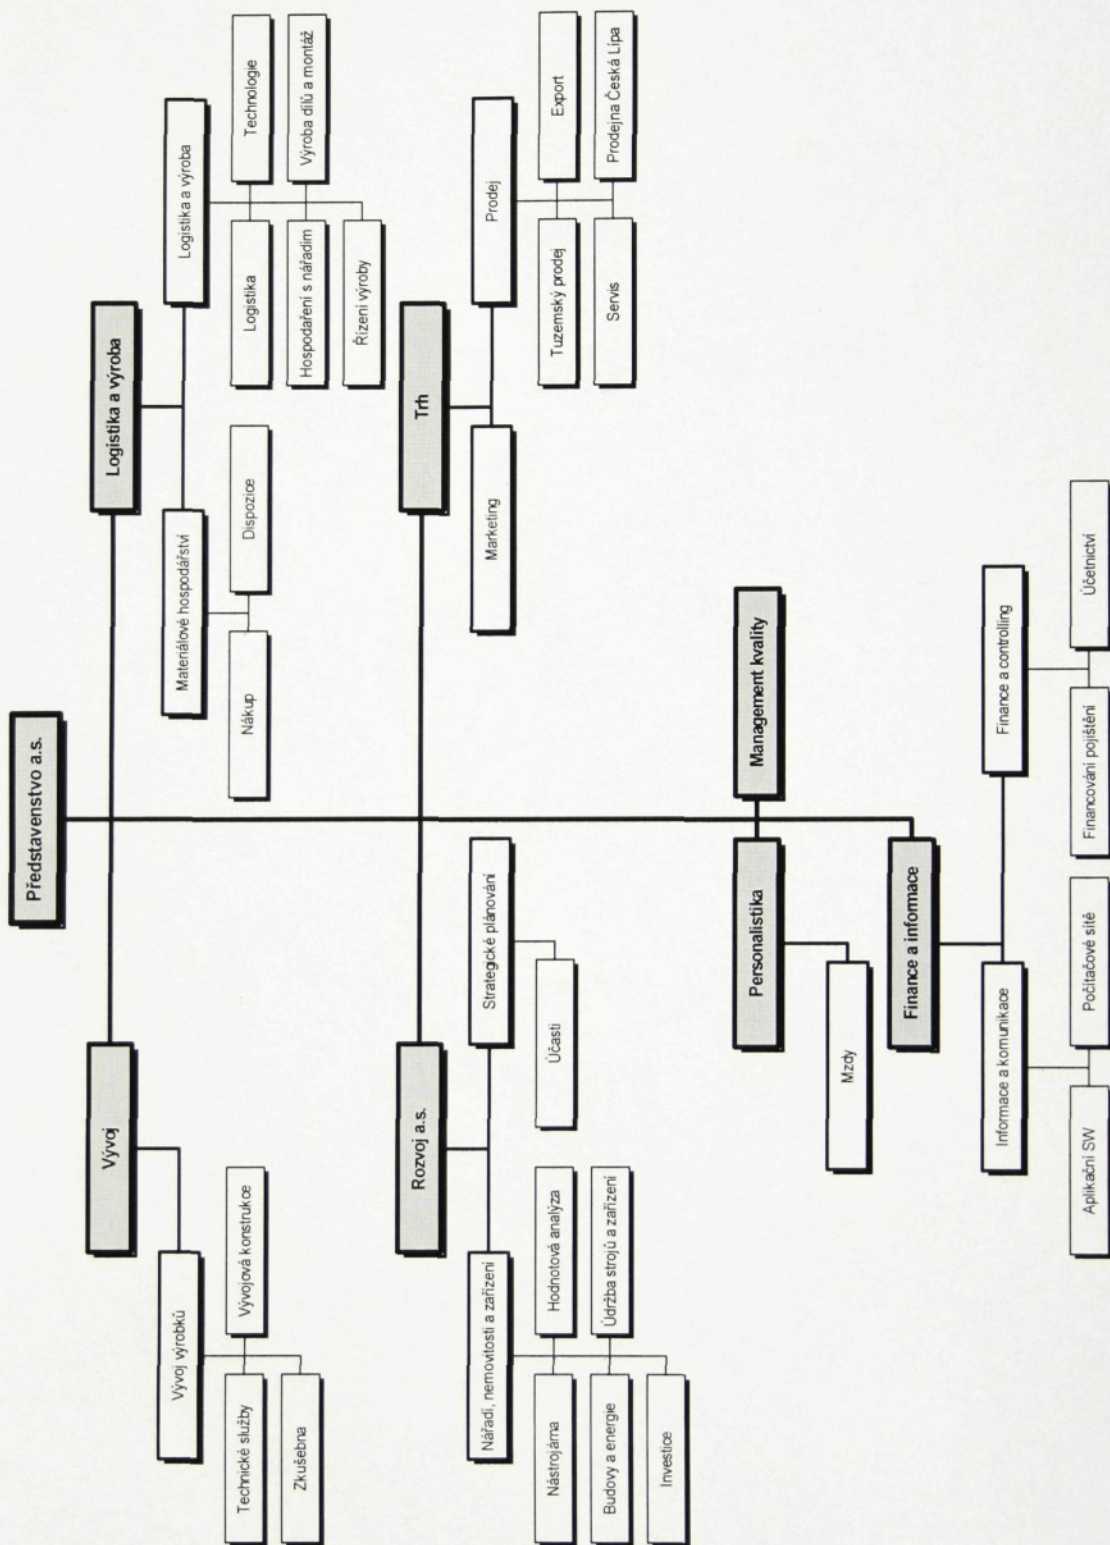 Představenstvo a.s.
Vývoj
Logistika a výroba
Vývoj výrobků
Materiálové hospodářství
Logistika a výroba
Technické služby
Vývojová konstrukce
Nákup
Dispozice
Logistika
Technologie
Zkušebna
Hospodaření s nářadím
Výroba dílů a montáž
Řízení výroby
Rozvoj a.s.
Trh
Nářadí, nemovitosti a zařízení
Strategické plánování
Marketing
Prodej
Nástrojárna
Hodnotová analýza
Účasti
Tuzemský prodej
Export
Budovy a energie
Údržba strojů a zařízení
Servis
Prodejna Česká Lípa
Investice
Personalistika
Management kvality
Mzdy
Finance a informace
Informace a komunikace
Finance a controlling
Aplikační SW
Počítačové sítě
Financování pojištění
Účetnictví